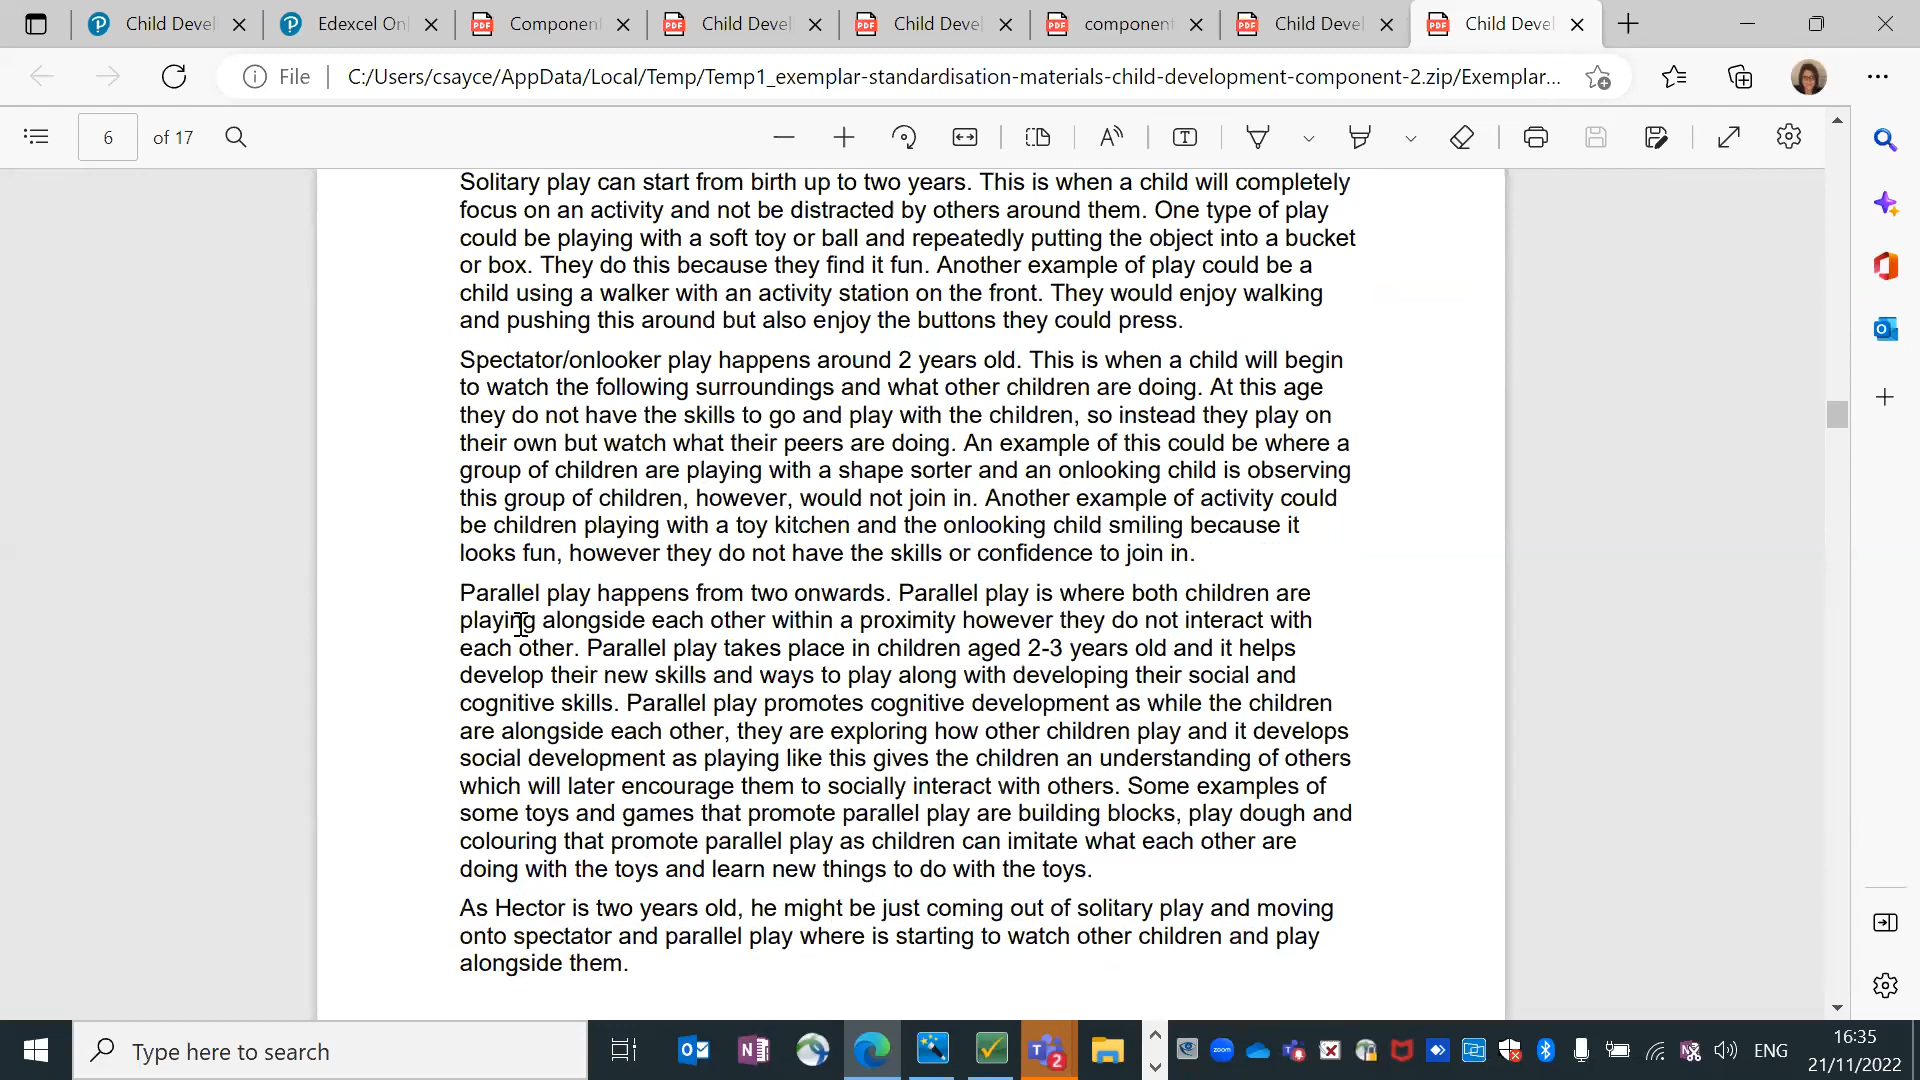 Child Devel
Edexcel Onl
Component
Child Devel
Child Devel
component
Child Devel
Child Devel
File
C:/Users/csayce/AppData/Local/Temp/Temp1_exemplar-standardisation-materials-child-development-component-2.zip/Exemplar...
6 of 17
Solitary play can start from birth up to two years. This is when a child will completely
focus on an activity and not be distracted by others around them. One type of play
could be playing with a soft toy or ball and repeatedly putting the object into a bucket
or box. They do this because they find it fun. Another example of play could be a
child using a walker with an activity station on the front. They would enjoy walking
and pushing this around but also enjoy the buttons they could press.
Spectator/onlooker play happens around 2 years old. This is when a child will begin
to watch the following surroundings and what other children are doing. At this age
they do not have the skills to go and play with the children, so instead they play on
their own but watch what their peers are doing. An example of this could be where a
group of children are playing with a shape sorter and an onlooking child is observing
this group of children, however, would not join in. Another example of activity could
be children playing with a toy kitchen and the onlooking child smiling because it
looks fun, however they do not have the skills or confidence to join in.
Parallel play happens from two onwards. Parallel play is where both children are
playing alongside each other within a proximity however they do not interact with
each other. Parallel play takes place in children aged 2-3 years old and it helps
develop their new skills and ways to play along with developing their social and
cognitive skills. Parallel play promotes cognitive development as while the children
are alongside each other, they are exploring how other children play and it develops
social development as playing like this gives the children an understanding of others
which will later encourage them to socially interact with others. Some examples of
some toys and games that promote parallel play are building blocks, play dough and
colouring that promote parallel play as children can imitate what each other are
doing with the toys and learn new things to do with the toys.
As Hector is two years old, he might be just coming out of solitary play and moving
onto spectator and parallel play where is starting to watch other children and play
alongside them.
Type here to search
ENG
16:35
21/11/2022